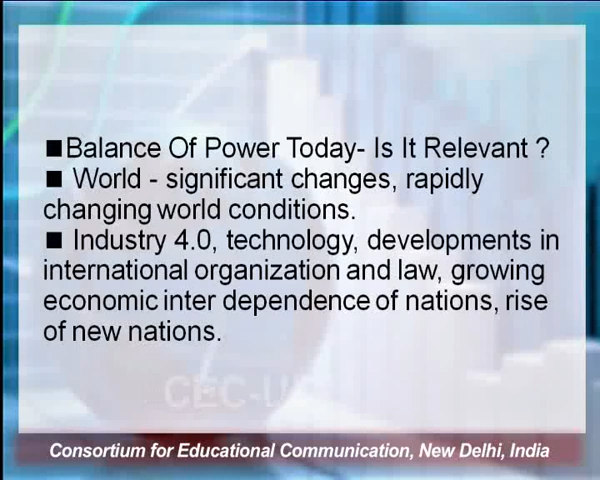 ■Balance Of Power Today- Is It Relevant ?
■ World - significant changes, rapidly
changing world conditions.
■ Industry 4.0, technology, developments in
international organization and law, growing
economic inter dependence of nations, rise
of new nations.
CEC-U
Consortium for Educational Communication, New Delhi, India